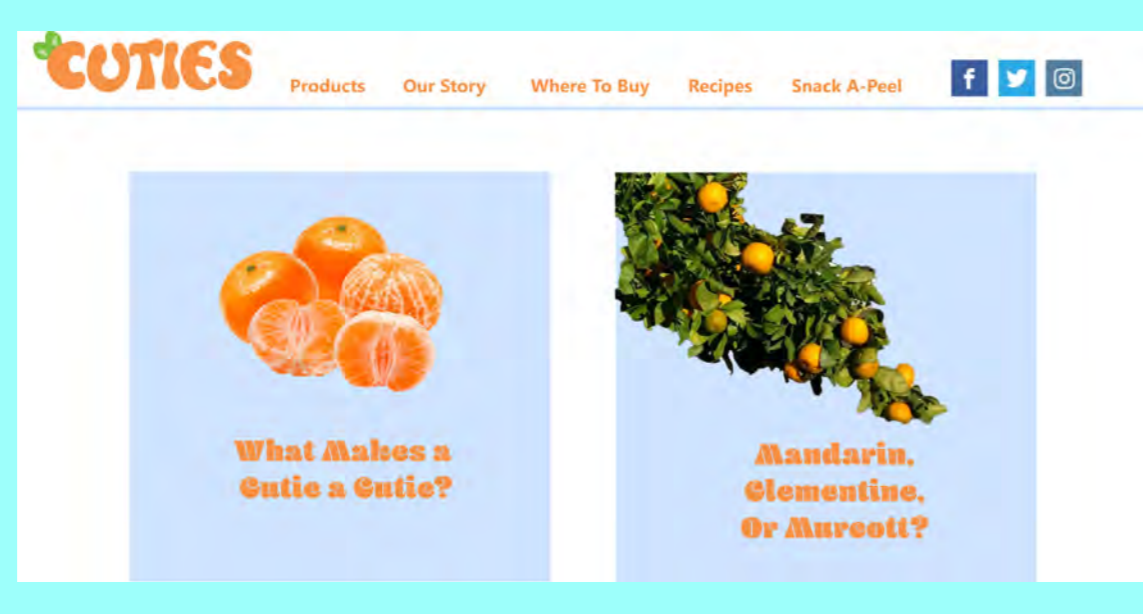 CUTIES
Products Our Story Where To Buy Recipes Snack A-Peel
What Makes a
Cutie a Cutie?
Mandarin,
Clementine,
Or Murcott?